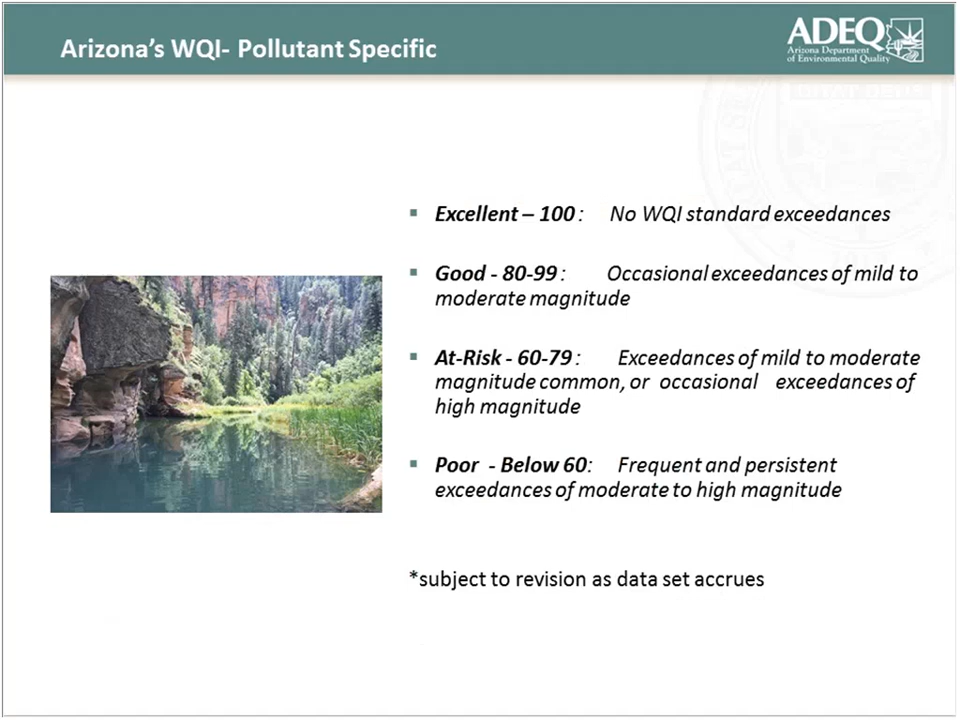 Arizona's WQI- Pollutant Specific
ADEQ
Arizona Department
of Environmental Quality
▪ Excellent – 100 : No WQI standard exceedances
▪ Good - 80-99 : Occasional exceedances of mild to
moderate magnitude
▪ At-Risk - 60-79 : Exceedances of mild to moderate
magnitude common, or occasional exceedances of
high magnitude
▪ Poor - Below 60: Frequent and persistent
exceedances of moderate to high magnitude
*subject to revision as data set accrues